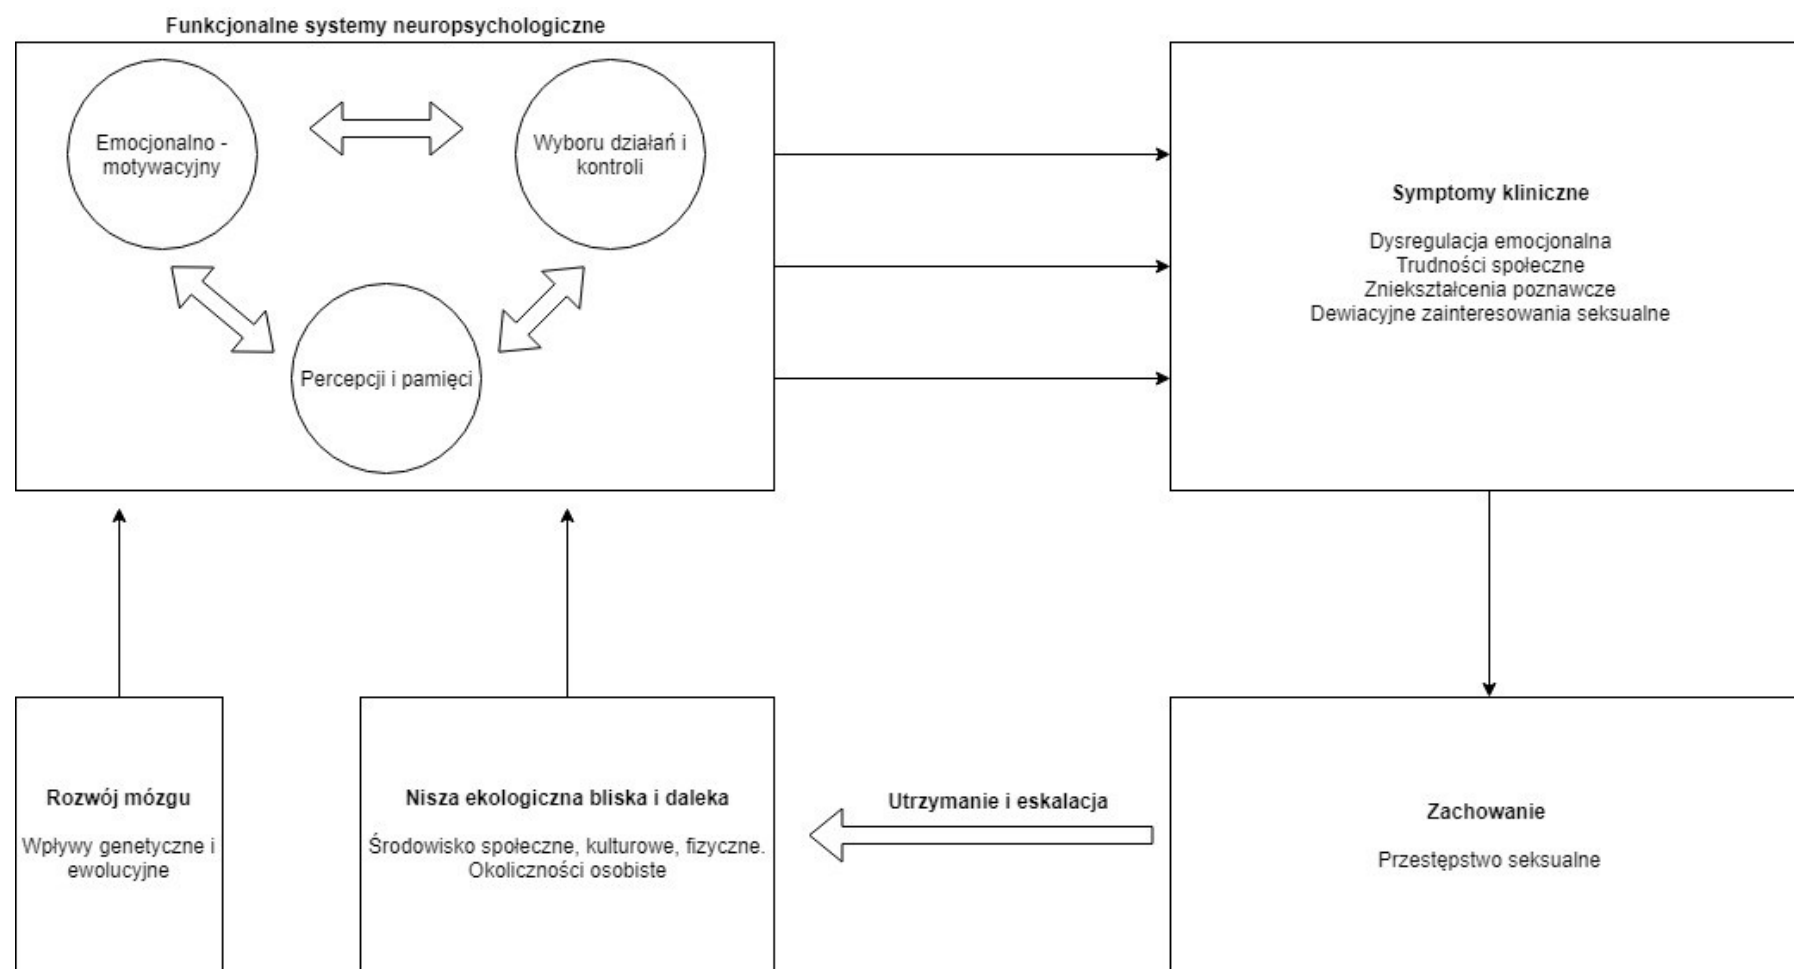 Funkcjonalne systemy neuropsychologiczne
Emocjonalno -
motywacyjny
Wyboru działań i
kontroli
Percepcji i pamięci
Symptomy kliniczne
Dysregulacja emocjonalna
Trudności społeczne
Zniekształcenia poznawcze
Dewiacyjne zainteresowania seksualne
Rozwój mózgu
Wpływy genetyczne i
ewolucyjne
Nisza ekologiczna bliska i daleka
Środowisko społeczne, kulturowe, fizyczne.
Okoliczności osobiste
Utrzymanie i eskalacja
Zachowanie
Przestępstwo seksualne